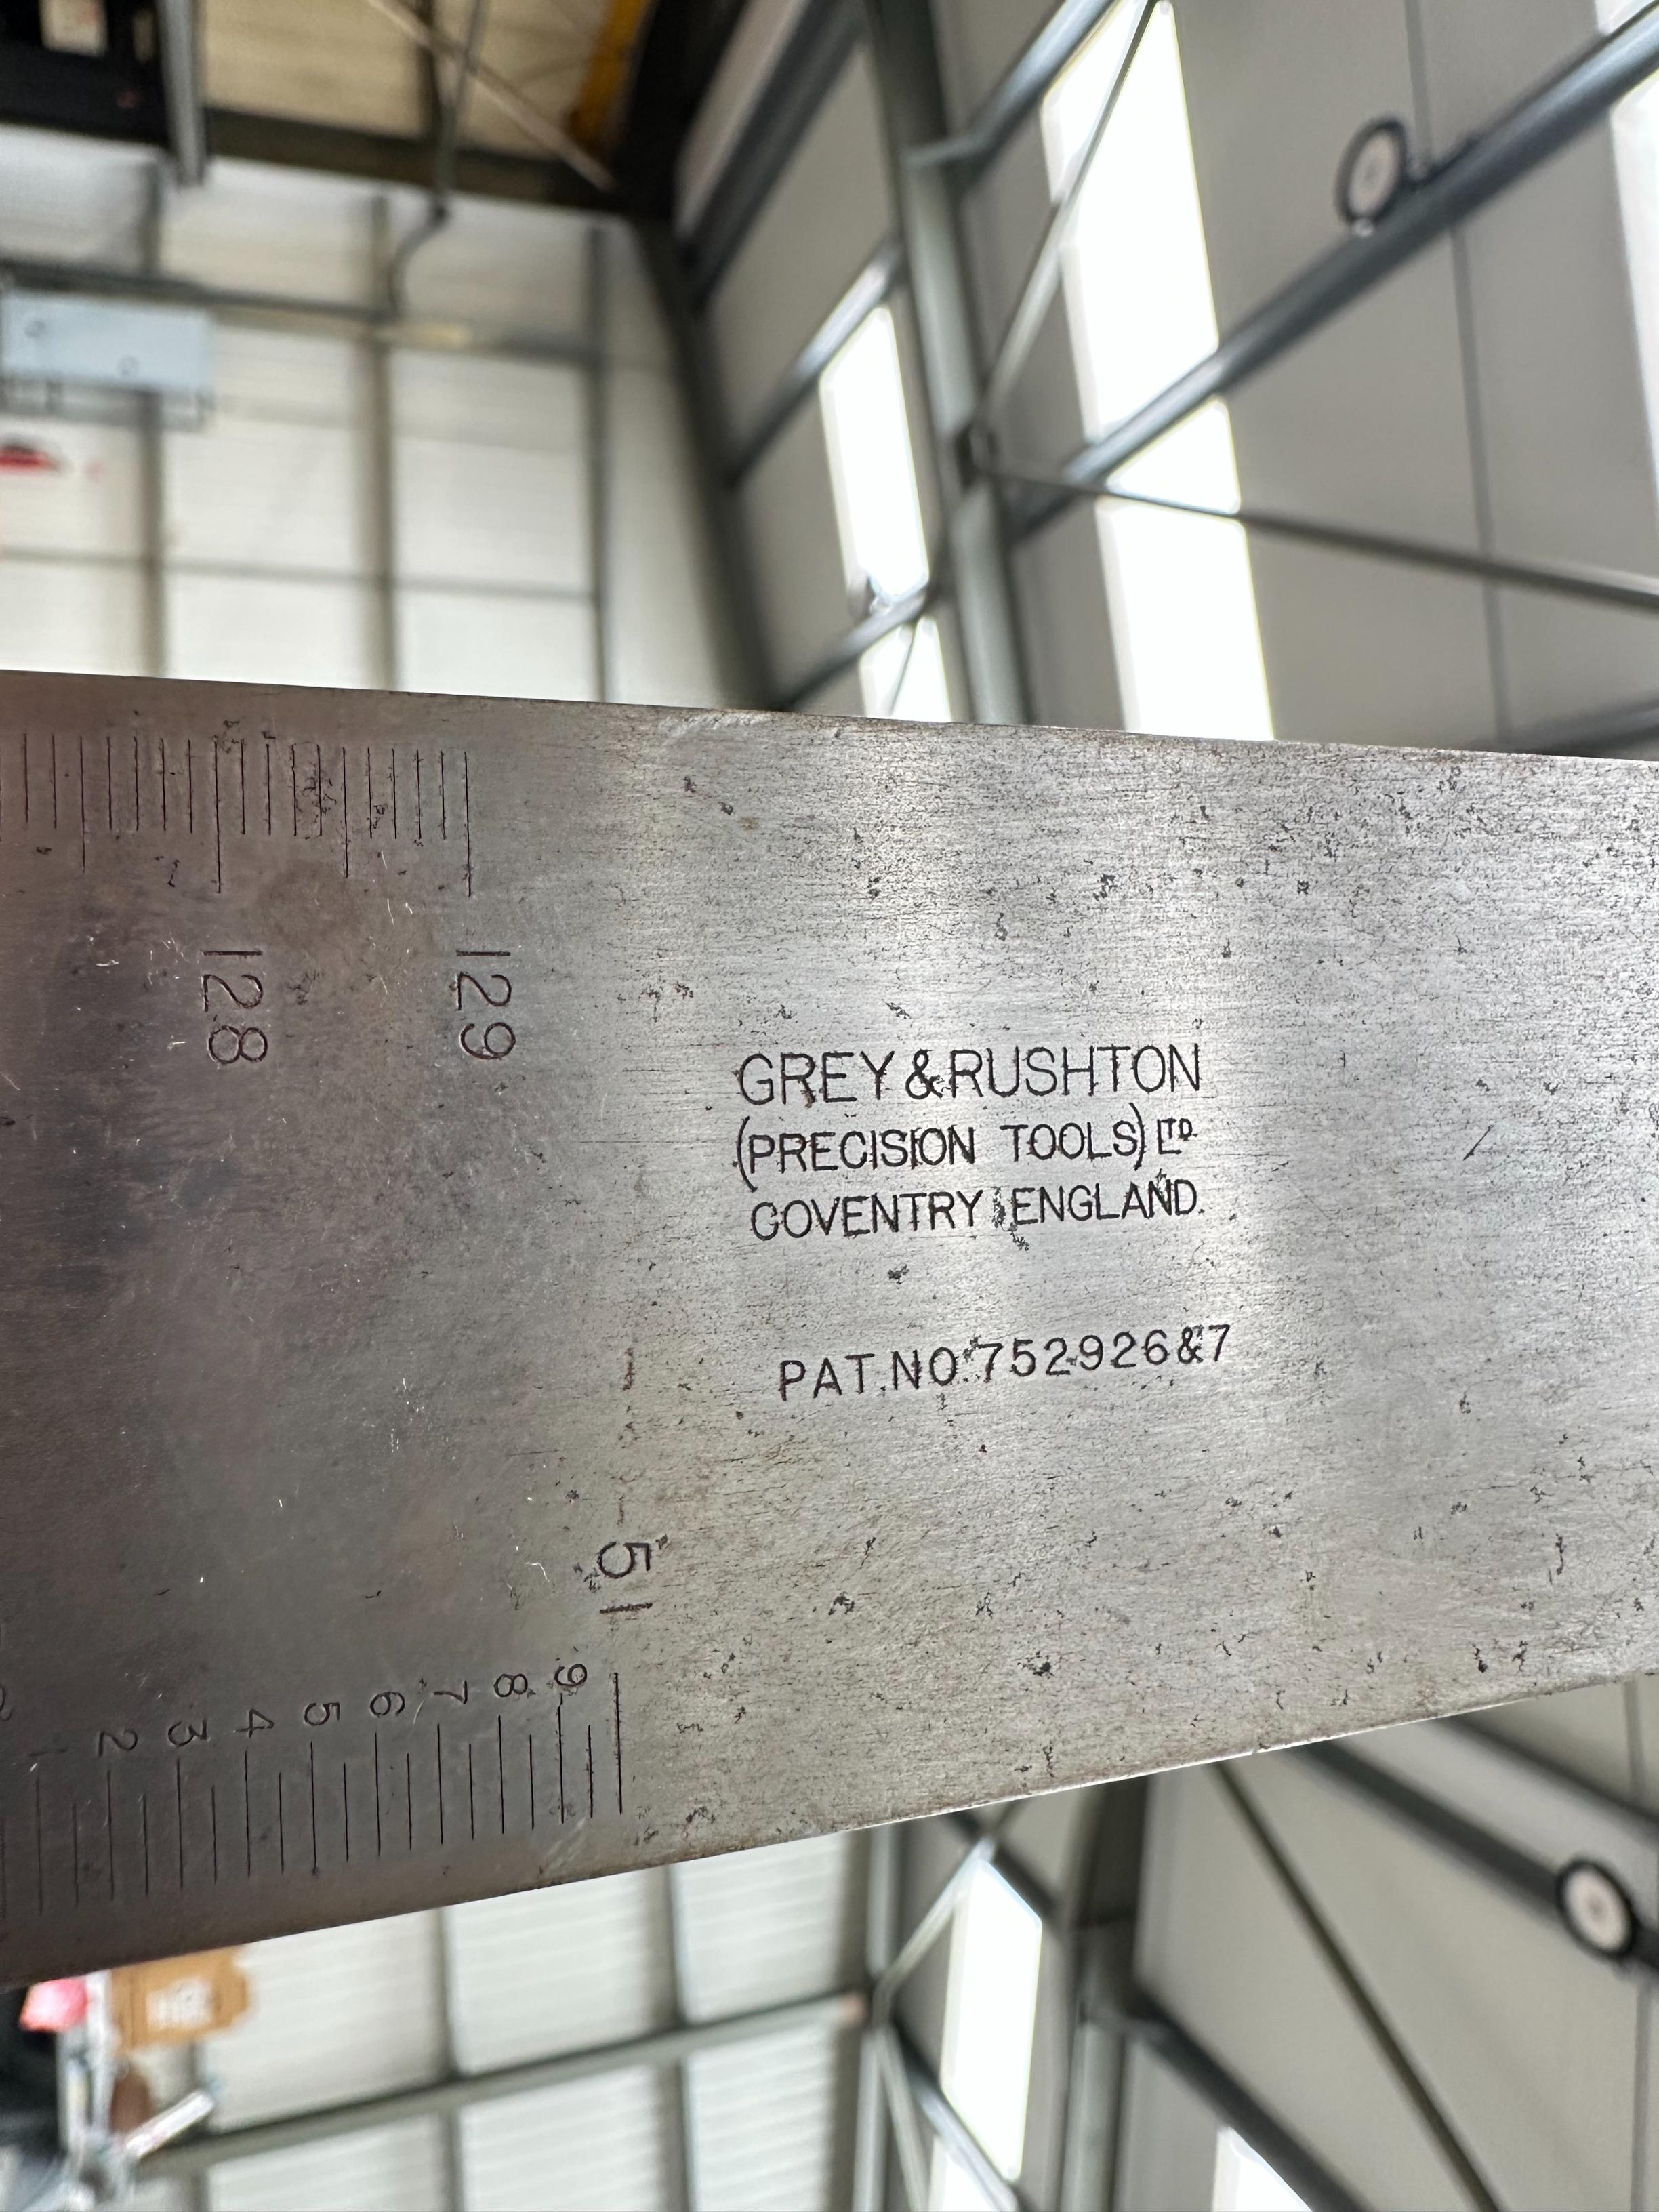 128
129
GREY & RUSHTON
(PRECISION TOOLS) LTD.
COVENTRY ENGLAND.
PAT. NO. 752926&7
51
1 2 3 4 5 6 7 8 9